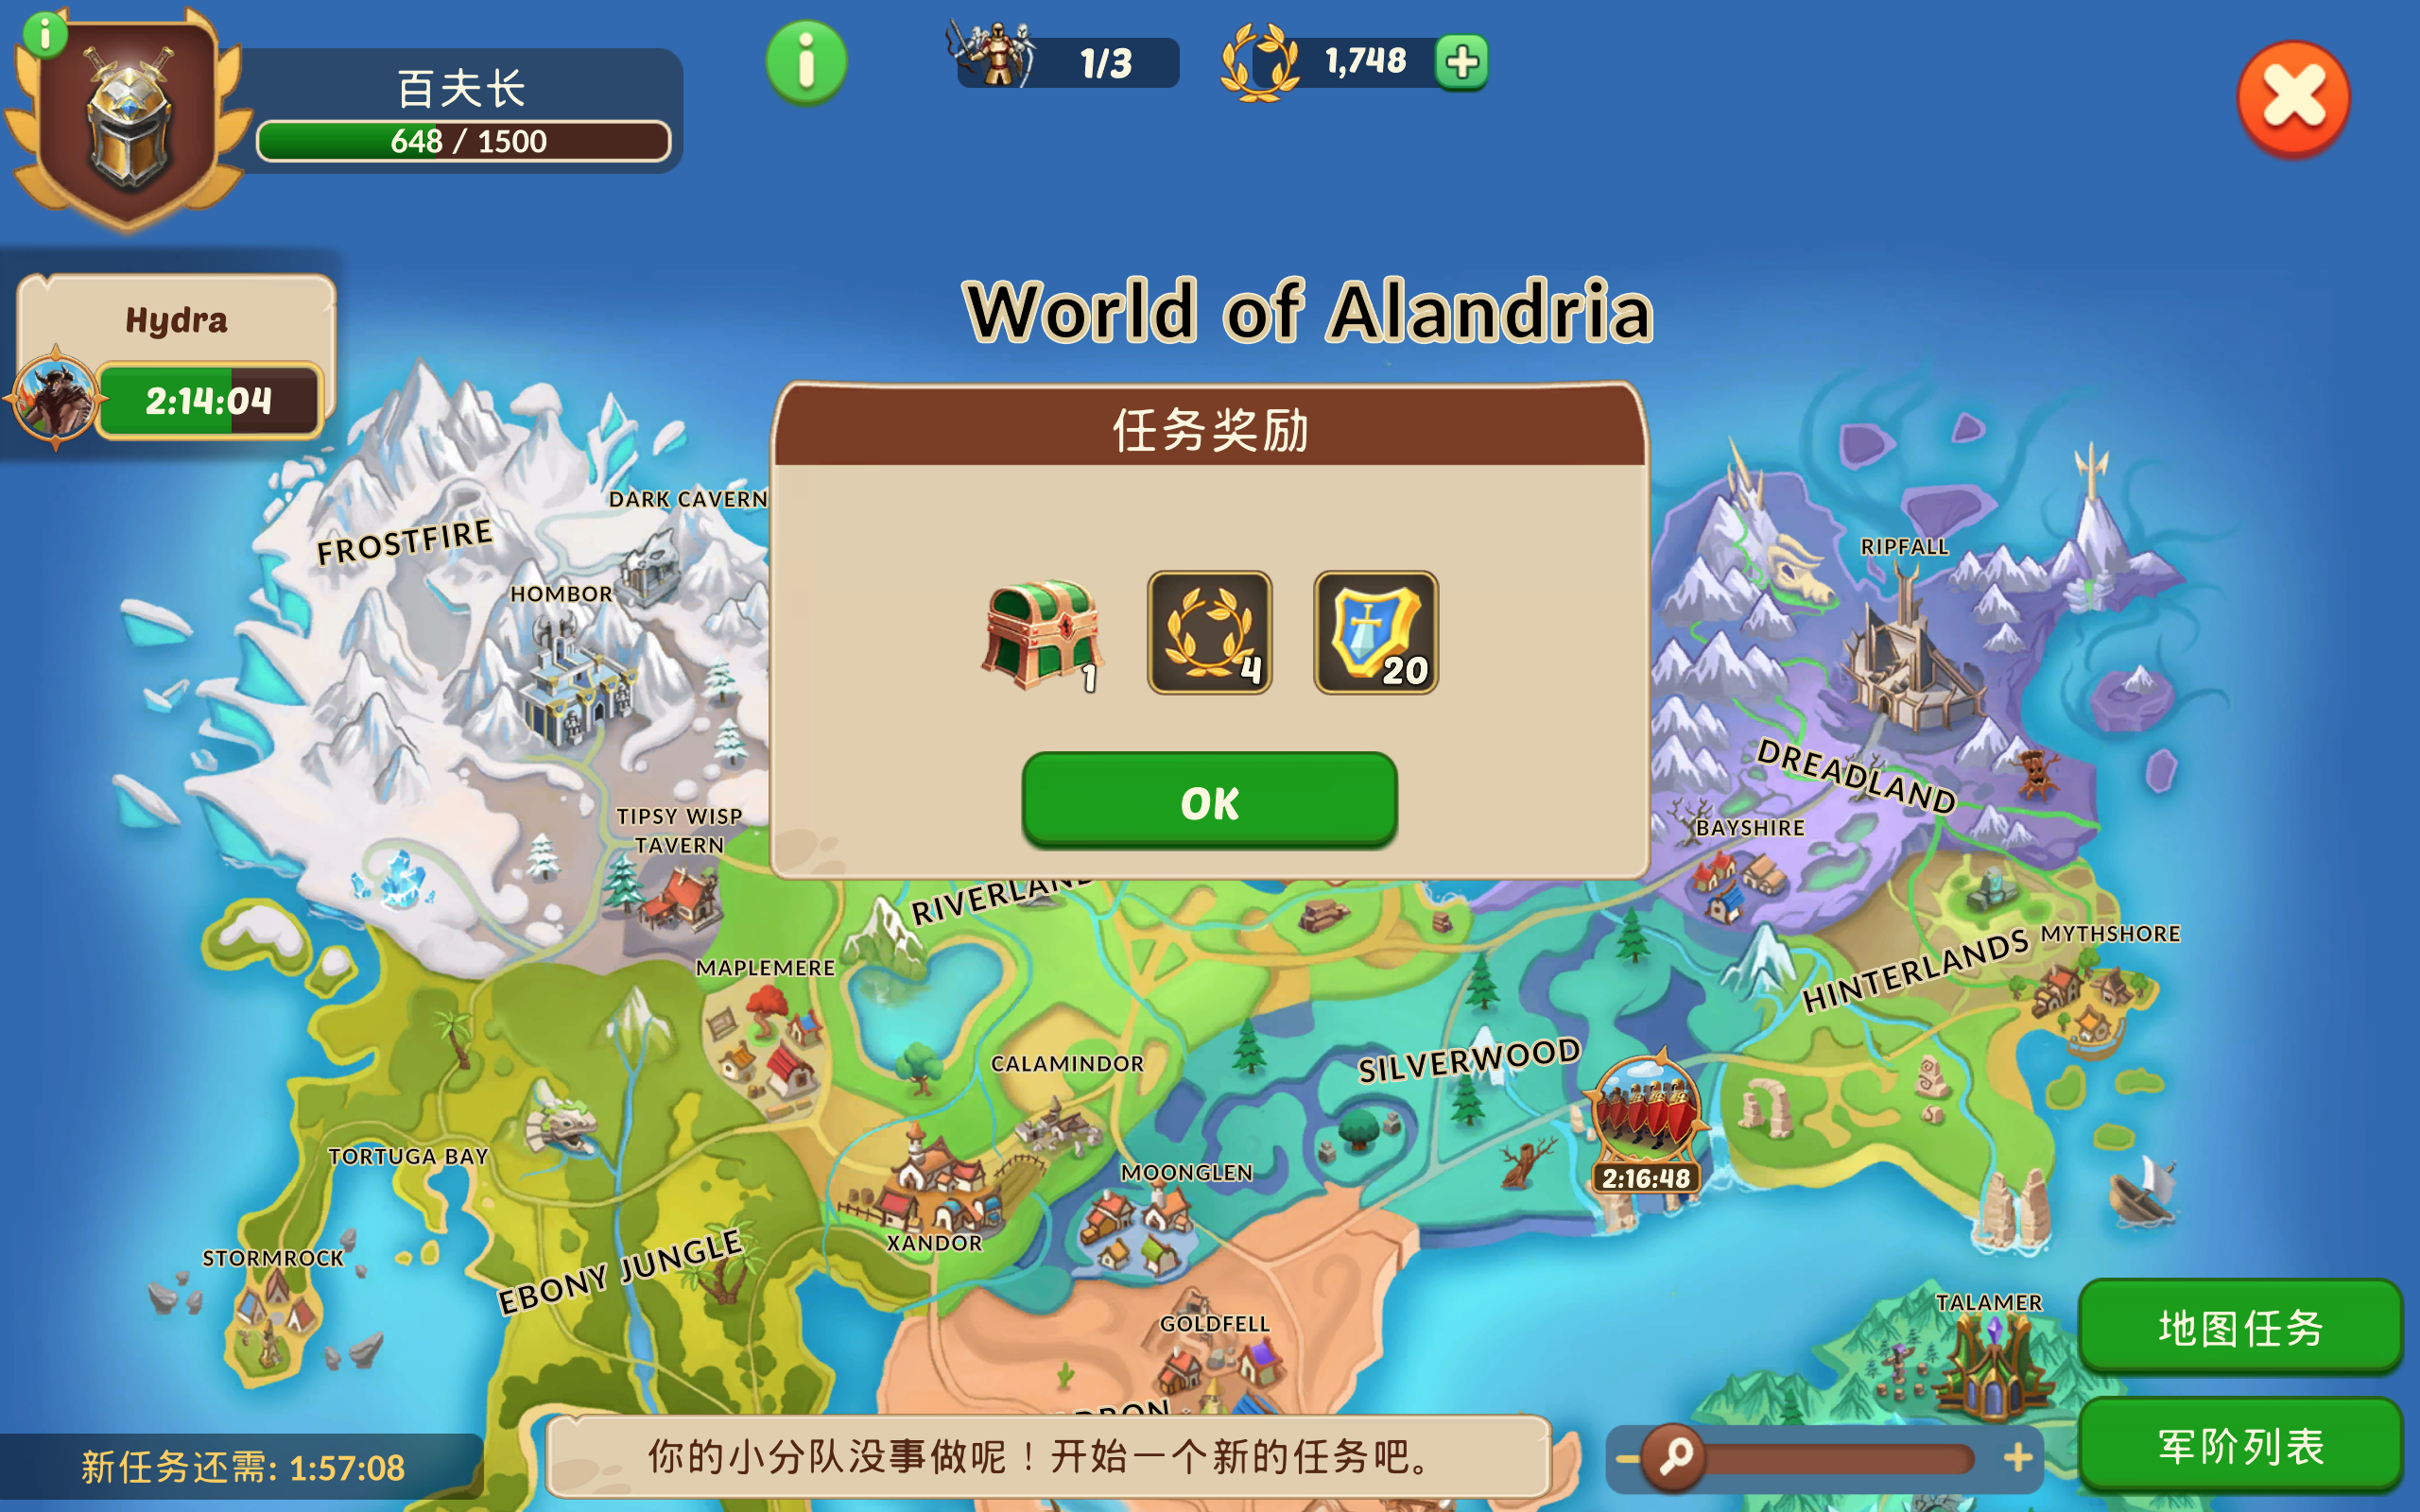 百夫长
648 / 1500
1/3
1,748
Hydra
2:14:04
World of Alandria
任务奖励
1
4
20
OK
DARK CAVERN
FROSTFIRE
HOMBOR
RIPFALL
DREADLAND
TIPSY WISP
TAVERN
BAYSHIRE
RIVERLAND
MYTHSHORE
HINTERLANDS
MAPLEMERE
CALAMINDOR
SILVERWOOD
TORTUGA BAY
MOONGLEN
2:16:48
XANDOR
STORMROCK
EBONY JUNGLE
TALAMER
GOLDFELL
地图任务
军阶列表
新任务还需: 1:57:08
你的小分队没事做呢！开始一个新的任务吧。